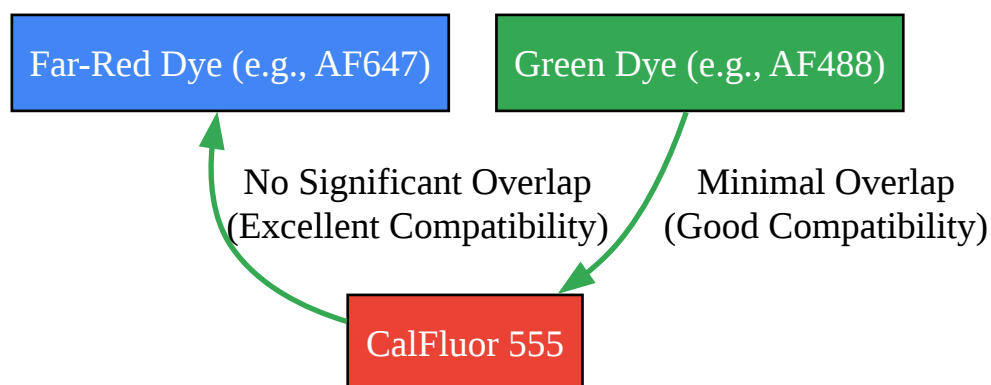 Far-Red Dye (e.g., AF647)
Green Dye (e.g., AF488)
No Significant Overlap
(Excellent Compatibility)
Minimal Overlap
(Good Compatibility)
CalFluor 555